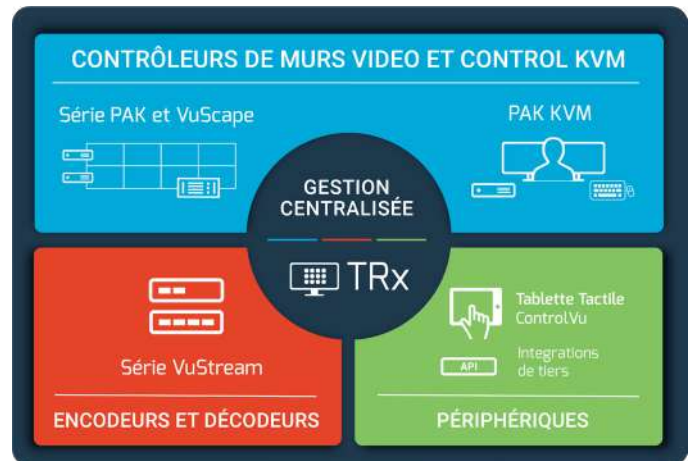 CONTRÔLEURS DE MURS VIDEO ET CONTROL KVM
Série PAK et VuScape
PAK KVM
GESTION
CENTRALISÉE
TRx
Série VuStream
ENCODEURS ET DÉCODEURS
Tablette Tactile
ControlVu
API
Integrations
de tiers
PÉRIPHÉRIQUES